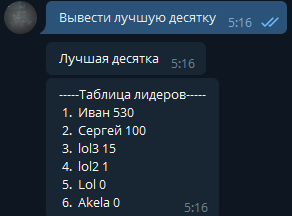 Вывести лучшую десятку 5:16
Лучшая десятка 5:16
-----Таблица лидеров-----
1. Иван 530
2. Сергей 100
3. lol3 15
4. lol2 1
5. Lol 0
6. Akela 0 5:16